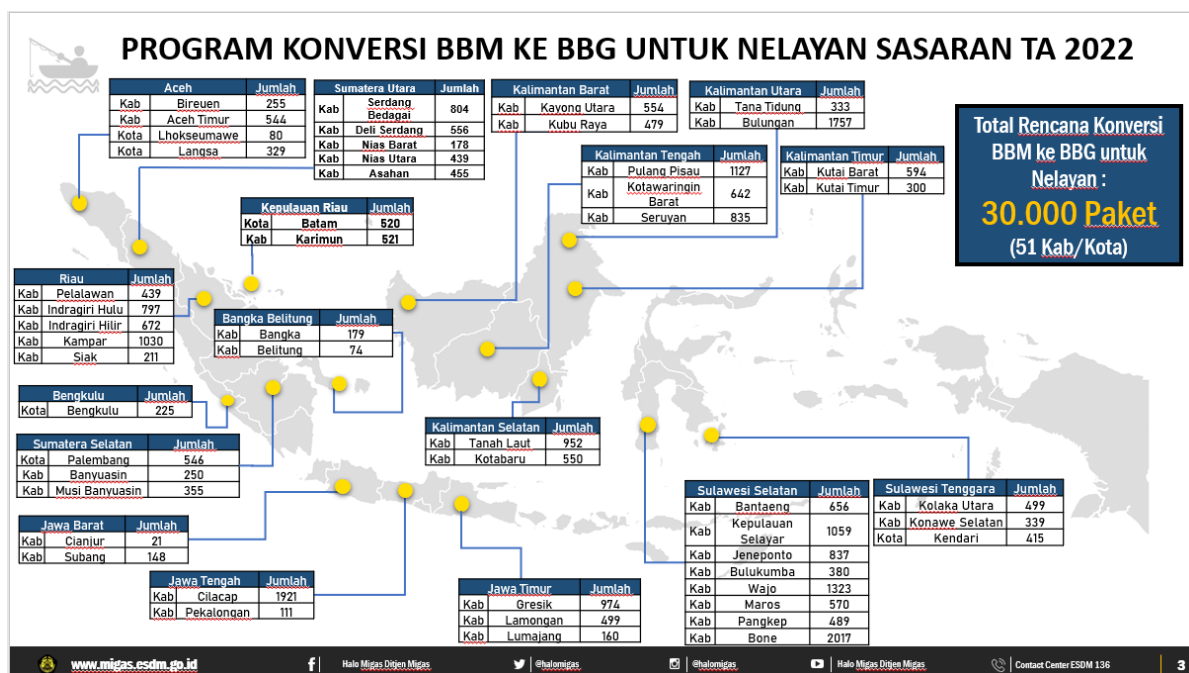 PROGRAM KONVERSI BBM KE BBG UNTUK NELAYAN SASARAN TA 2022
Aceh Jumlah
Kab Bireuen 255
Kab Aceh Timur 544
Kota Lhokseumawe 80
Kota Langsa 329
Sumatera Utara Jumlah
Kab Serdang Bedagai 804
Kab Deli Serdang 556
Kab Nias Barat 178
Kab Nias Utara 439
Kab Asahan 455
Kalimantan Barat Jumlah
Kab Kayong Utara 554
Kab Kubu Raya 479
Kalimantan Utara Jumlah
Kab Tana Tidung 333
Kab Bulungan 1757
Total Rencana Konversi
BBM ke BBG untuk
Nelayan :
30.000 Paket
(51 Kab/Kota)
Kalimantan Tengah Jumlah
Kab Pulang Pisau 1127
Kab Kotawaringin Barat 642
Kab Seruyan 835
Kalimantan Timur Jumlah
Kab Kutai Barat 594
Kab Kutai Timur 300
Kepulauan Riau Jumlah
Kota Batam 520
Kab Karimun 521
Riau Jumlah
Kab Pelalawan 439
Kab Indragiri Hulu 797
Kab Indragiri Hilir 672
Kab Kampar 1030
Kab Siak 211
Bangka Belitung Jumlah
Kab Bangka 179
Kab Belitung 74
Bengkulu Jumlah
Kota Bengkulu 225
Kalimantan Selatan Jumlah
Kab Tanah Laut 952
Kab Kotabaru 550
Sumatera Selatan Jumlah
Kota Palembang 546
Kab Banyuasin 250
Kab Musi Banyuasin 355
Jawa Barat Jumlah
Kab Cianjur 21
Kab Subang 148
Jawa Tengah Jumlah
Kab Cilacap 1921
Kab Pekalongan 111
Jawa Timur Jumlah
Kab Gresik 974
Kab Lamongan 499
Kab Lumajang 160
Sulawesi Selatan Jumlah
Kab Bantaeng 656
Kab Kepulauan Selayar 1059
Kab Jeneponto 837
Kab Bulukumba 380
Kab Wajo 1323
Kab Maros 570
Kab Pangkep 489
Kab Bone 2017
Sulawesi Tenggara Jumlah
Kab Kolaka Utara 499
Kab Konawe Selatan 339
Kota Kendari 415
www.migas.esdm.go.id Halo Migas Ditjen Migas @halomigas @halomigas Halo Migas Ditjen Migas Contact Center ESDM 136 3